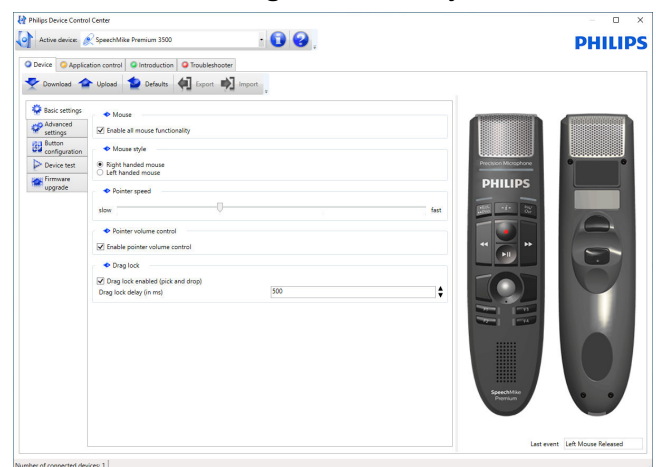 Philips Device Control Center
Active device: SpeechMike Premium 3500
PHILIPS
Device Application control Introduction Troubleshooter
Download Upload Defaults Export Import
Basic settings
Advanced settings
Button configuration
Device test
Firmware upgrade
Mouse
Enable all mouse functionality
Mouse style
Right handed mouse
Left handed mouse
Pointer speed
slow fast
Pointer volume control
Enable pointer volume control
Drag lock
Drag lock enabled (pick and drop)
Drag lock delay (in ms) 500
Precision Microphone
PHILIPS
SpeechMike
Premium
Last event Left Mouse Released
Number of connected devices: 1